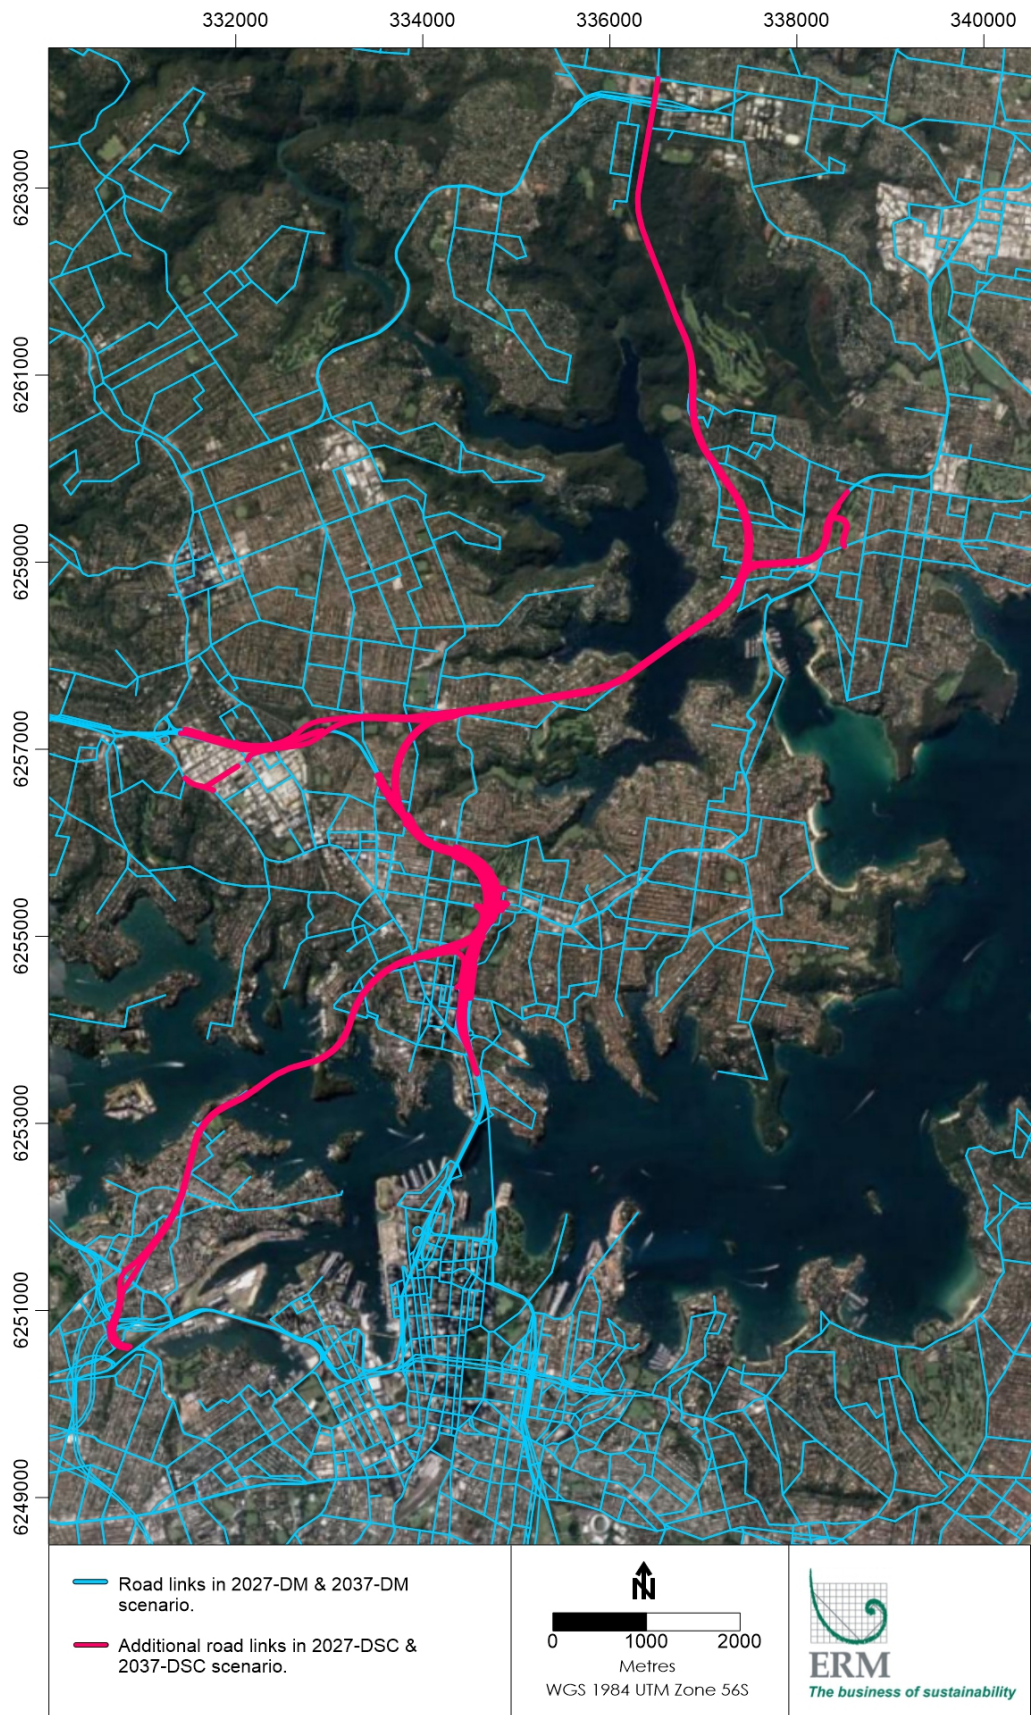 332000 334000 336000 338000 340000
6263000
6261000
6259000
6257000
6255000
6253000
6251000
6249000
Road links in 2027-DM & 2037-DM
scenario.
Additional road links in 2027-DSC &
2037-DSC scenario.
N
0 1000 2000
Metres
WGS 1984 UTM Zone 56S
ERM
The business of sustainability